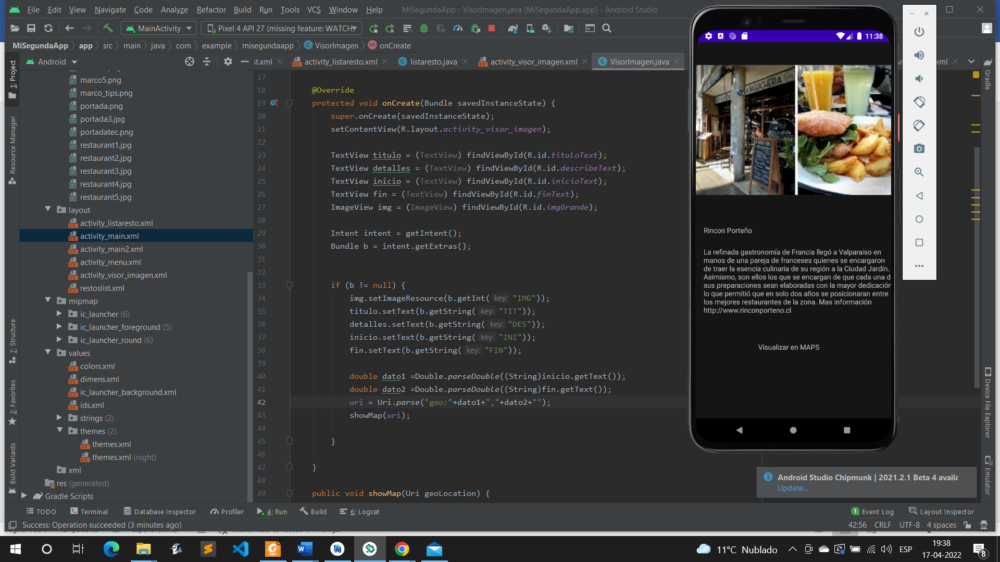 File Edit View Navigate Code Analyze Refactor Build Run Tools VCS Window Help MiSegundaApp - VisorImagen.java [MiSegundaApp.app] - Android Studio
MainActivity Pixel 4 API 27 (missing feature: WATCH
MiSegundaApp app src main java com example misegundaapp VisorImagen onCreate
Android
st.xml activity_listaresto.xml listaresto.java activity_visor_imagen.xml VisorImagen.java
1: Project
Resource Manager
7: Structure
2: Favorites
Build Variants
marco5.png
marco_tips.png
portada.png
portada3.jpg
portadatec.png
restaurant1.jpg
restaurant2.jpg
restaurant3.jpg
restaurant4.jpg
restaurant5.jpg
layout
activity_listaresto.xml
activity_main.xml
activity_main2.xml
activity_menu.xml
activity_visor_imagen.xml
restoslist.xml
mipmap
ic_launcher (6)
ic_launcher_foreground (5)
ic_launcher_round (6)
values
colors.xml
dimens.xml
ic_launcher_background.xml
ids.xml
strings (2)
themes (2)
themes.xml
themes.xml (night)
xml
res (generated)
Gradle Scripts
17
18 @Override
19 protected void onCreate(Bundle savedInstanceState) {
20 super.onCreate(savedInstanceState);
21 setContentView(R.layout.activity_visor_imagen);
22
23 TextView titulo = (TextView) findViewById(R.id.tituloText);
24 TextView detalles = (TextView) findViewById(R.id.describeText);
25 TextView inicio = (TextView) findViewById(R.id.inicioText);
26 TextView fin = (TextView) findViewById(R.id.finText);
27 ImageView img = (ImageView) findViewById(R.id.imgGrande);
28
29 Intent intent = getIntent();
30 Bundle b = intent.getExtras();
31
32
33 if (b != null) {
34 img.setImageResource(b.getInt( key: "IMG"));
35 titulo.setText(b.getString( key: "TIT"));
36 detalles.setText(b.getString( key: "DES"));
37 inicio.setText(b.getString( key: "INI"));
38 fin.setText(b.getString( key: "FIN"));
39
40 double dato1 =Double.parseDouble((String)inicio.getText());
41 double dato2 =Double.parseDouble((String)fin.getText());
42 uri = Uri.parse("geo:"+dato1+","+dato2+"");
43 showMap(uri);
44
45 }
46
47 }
48
49 public void showMap(Uri geoLocation) {
11:38
ANGUCHERA
Rincon Porteño
La refinada gastronomía de Francia llegó a Valparaiso en
manos de una pareja de franceses quienes se encargaron
de traer la esencia culinaria de su región a la Ciudad Jardín.
Asimismo, son ellos los que se encargan de que cada una d
sus preparaciones sean elaboradas con la mayor dedicación
lo que permitió que en solo dos años se posicionaran entre
los mejores restaurantes de la zona. Mas información
http://www.rinconporteno.cl
Visualizar en MAPS
ml
Gradle
Device File Explorer
Emulator
Android Studio Chipmunk | 2021.2.1 Beta 4 availa
Update...
TODO Terminal Database Inspector Profiler 4: Run Build 6: Logcat 1 Event Log Layout Inspector
Success: Operation succeeded (3 minutes ago) 42:56 CRLF UTF-8 4 spaces
11°C Nublado ESP 19:38
17-04-2022 8